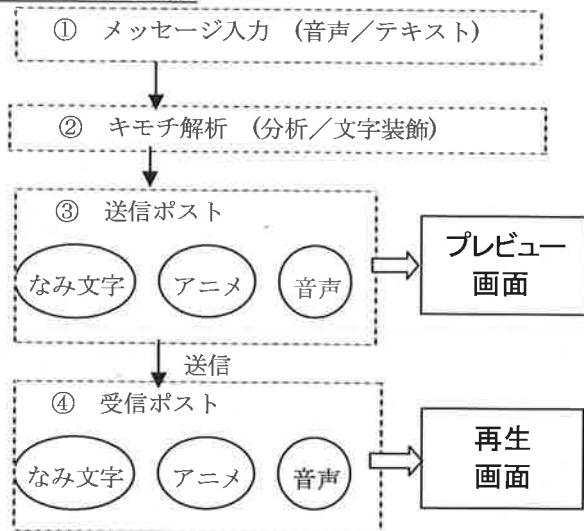 ① メッセージ入力 (音声／テキスト)
② キモチ解析 (分析／文字装飾)
③ 送信ポスト
なみ文字 アニメ 音声
プレビュー
画面
送信
④ 受信ポスト
なみ文字 アニメ 音声
再生
画面